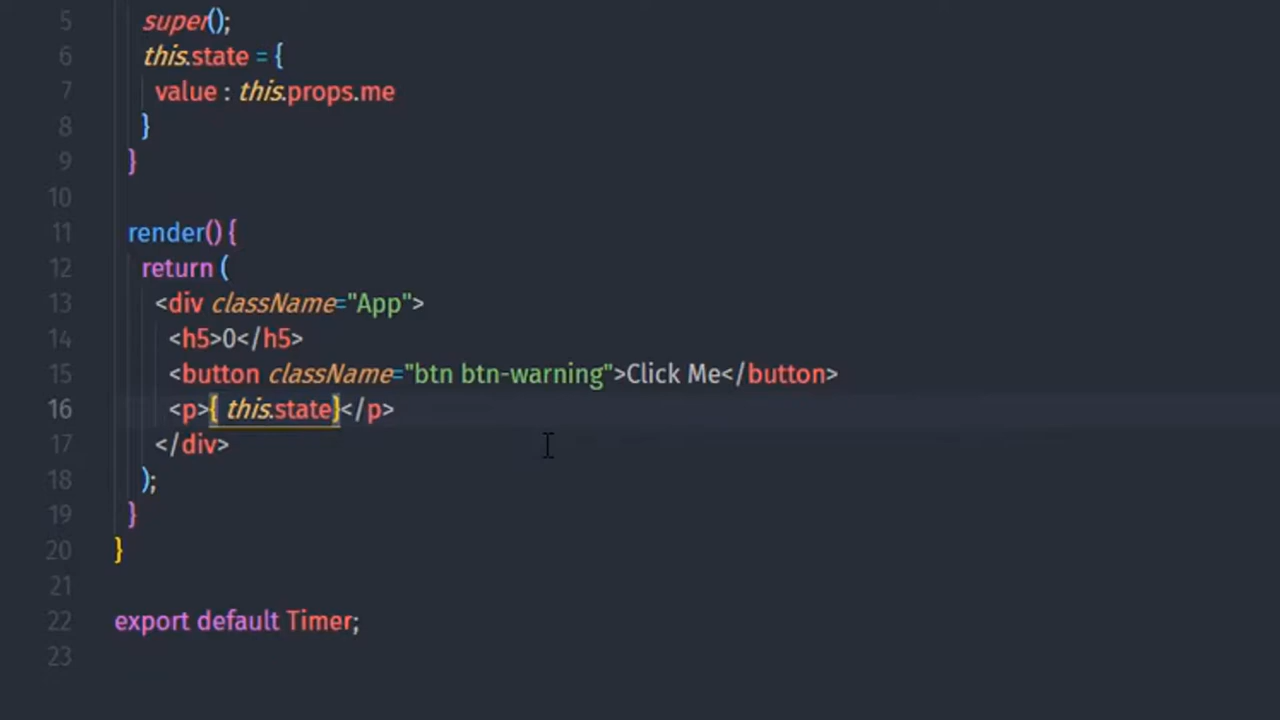 5 super();
6 this.state = {
7 value : this.props.me
8 }
9 }
10
11 render() {
12 return (
13 <div className="App">
14 <h5>0</h5>
15 <button className="btn btn-warning">Click Me</button>
16 <p>{ this.state}</p>
17 </div>
18 );
19 }
20 }
21
22 export default Timer;
23